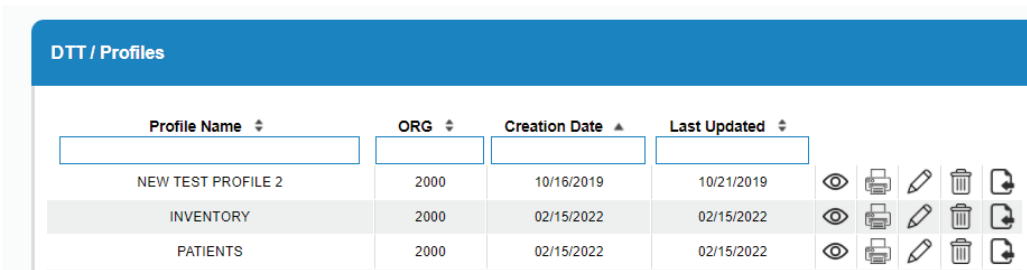 DTT / Profiles
Profile Name ORG Creation Date Last Updated
NEW TEST PROFILE 2 2000 10/16/2019 10/21/2019
INVENTORY 2000 02/15/2022 02/15/2022
PATIENTS 2000 02/15/2022 02/15/2022